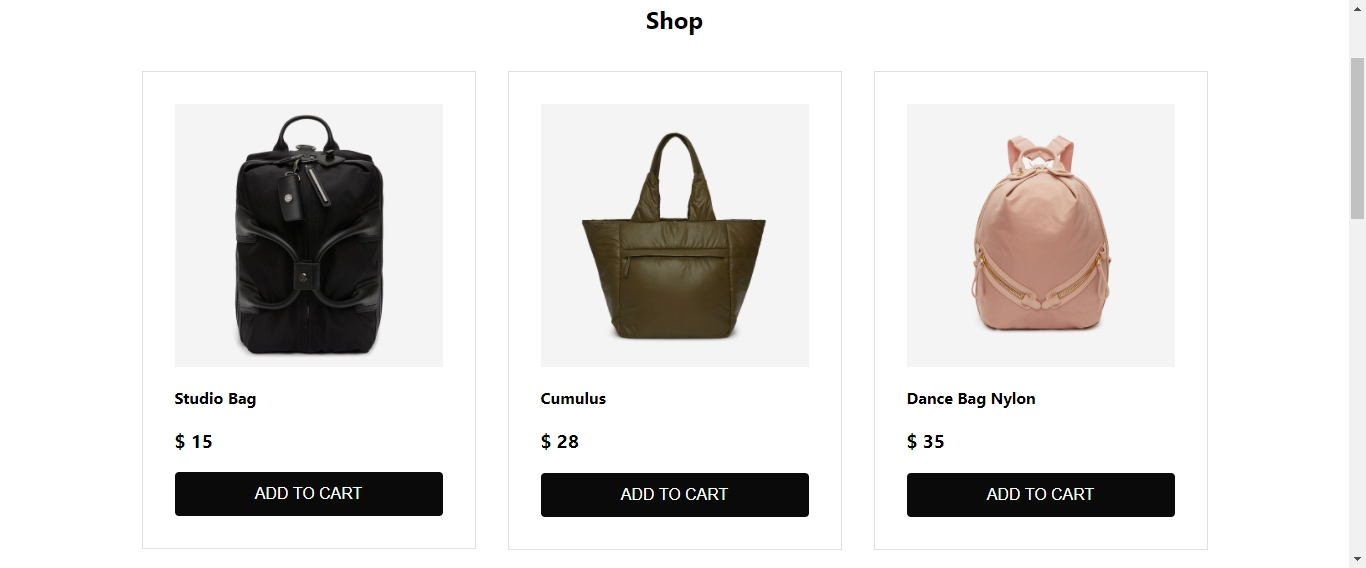 Shop
Studio Bag
$ 15
ADD TO CART
Cumulus
$ 28
ADD TO CART
Dance Bag Nylon
$ 35
ADD TO CART